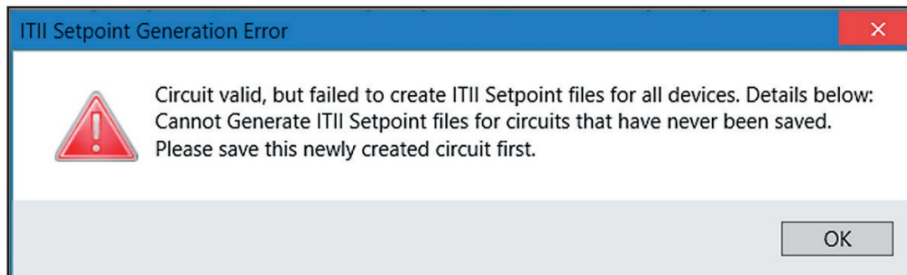 ITII Setpoint Generation Error
Circuit valid, but failed to create ITII Setpoint files for all devices. Details below:
Cannot Generate ITII Setpoint files for circuits that have never been saved.
Please save this newly created circuit first.
OK